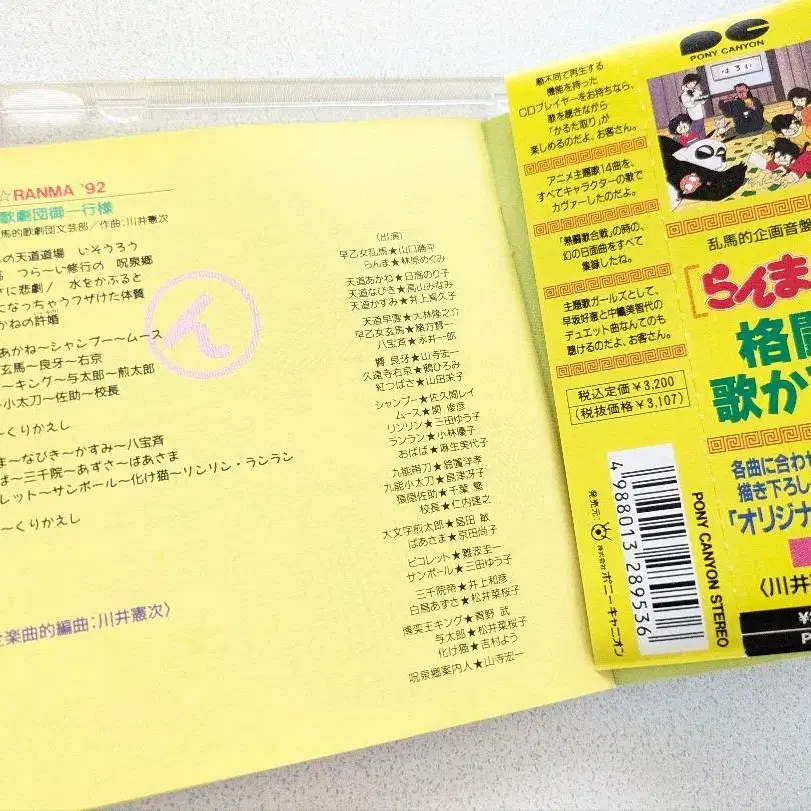 ☆RANMA '92
歌劇団御一行様
馬的歌劇団文芸部／作曲：川井憲次
の天道道場 いそうろう
つら〜い修行の 呪泉郷
に悲劇！ 水をかぶると
になっちゃうフザけた体質
かねの許婚
あかね〜シャンプー〜ムース
玄馬〜良牙〜右京
〜キング〜与太郎〜煎太郎
小太刀〜佐助〜校長
〜くりかえし
ま〜なびき〜かすみ〜八宝斉
ば〜三千院〜あずさ〜ばあさま
レット〜サンポール〜化け猫〜リンリン・ランラン
〜くりかえし
楽曲的編曲：川井憲次〉
ん
〈出演〉
早乙女乱馬★山口勝平
らんま★林原めぐみ
天道あかね★日高のり子
天道なびき★高山みなみ
天道かすみ★井上喜久子
天道早雲★大林隆之介
早乙女玄馬★緒方賢一
八宝斉★永井一郎
響 良牙★山寺宏一
久遠寺右京★鶴ひろみ
紅つばさ★山田栄子
シャンプー★佐久間レイ
ムース★関 俊彦
リンリン★三田ゆう子
ランラン★小林優子
おばば★麻生美代子
九能帯刀★鈴置洋孝
九能小太刀★島津冴子
猿隠佐助★千葉 繁
校長★仁内建之
大文字煎太郎★島田 敏
ばあさま★京田尚子
ピコレット★難波圭一
サンポール★三田ゆう子
三千院帝★井上和彦
白鳥あずさ★松井菜桜子
博奕王キング★青野 武
与太郎★松井菜桜子
化け猫★吉村よう
呪泉郷案内人★山寺宏一
PONY CANYON
順不同で再生する
機能を持った
CDプレイヤーをお持ちなら、
歌を聴きながら
「かるた取り」が
楽しめるのだよ、お客さん。
アニメ主題歌14曲を、
すべてキャラクターの歌で
カヴァーしたのだよ。
「熱闘歌合戦」の時の、
幻のB面曲をすべて
集録したね。
主題歌ガールズとして、
早坂好恵と中嶋美智代の
デュエット曲なんてのも
聴けるのだよ、お客さん。
税込定価￥3,200
(税抜価格￥3,107)
発売元：
株式会社 ポニーキャニオン
4988013 289536
PONY CANYON STEREO
はろい
乱馬的企画音盤
らんま
格闘
歌か
名曲に合わせ
描き下ろし
「オリジナ
〈川井